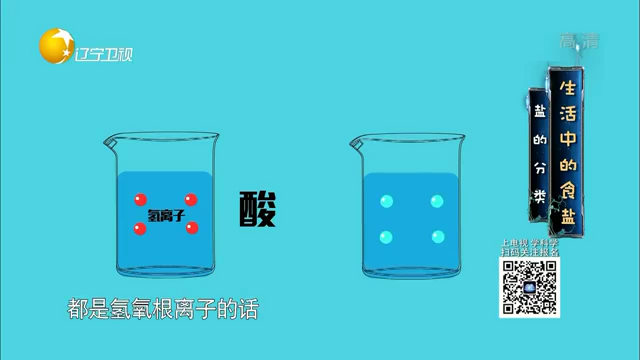 辽宁卫视
高清
生活中的食盐
盐的分类
氢离子
酸
上电视 学科学
扫码关注报名
都是氢氧根离子的话